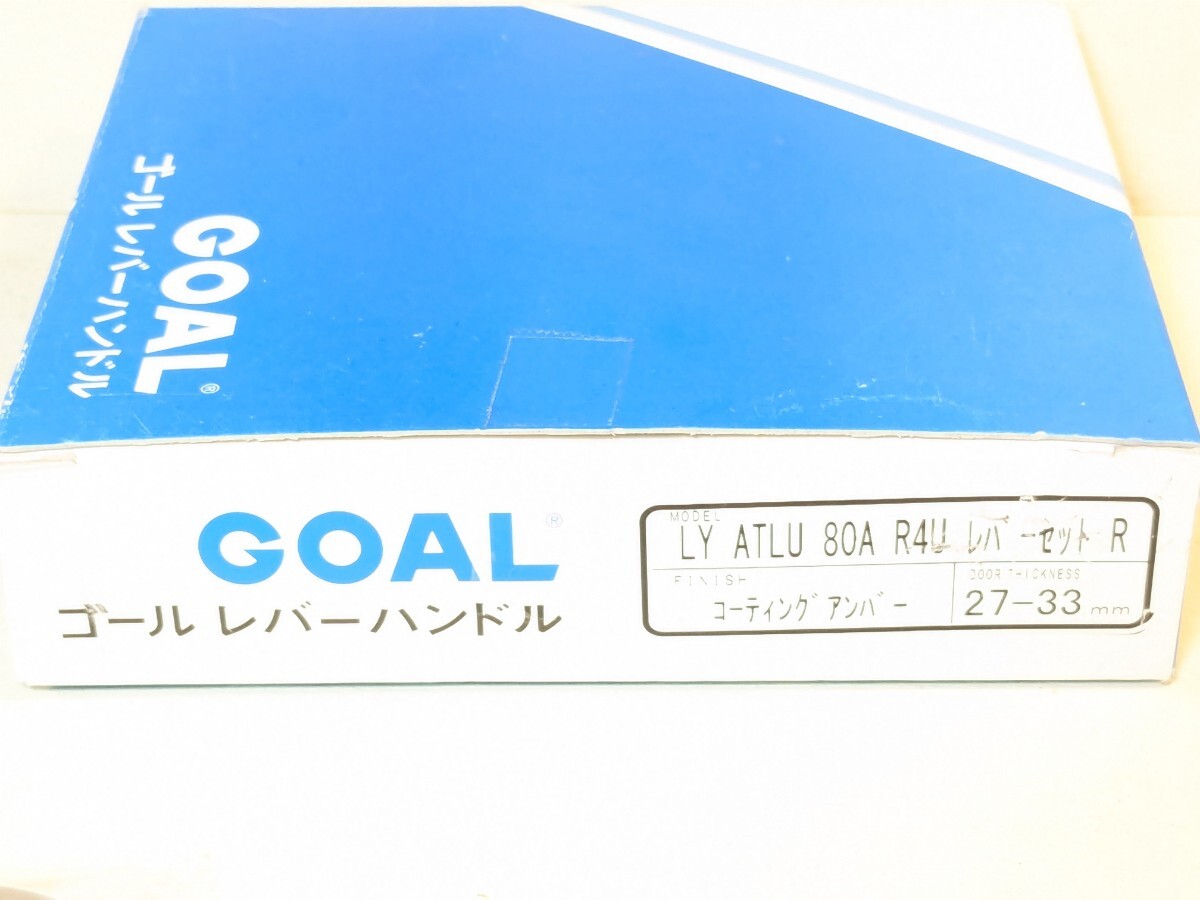 GOAL®
ゴール レバーハンドル
GOAL®
ゴール レバーハンドル
MODEL
LY ATLU 80A R4U レバーセット R
FINISH
コーティングアンバー
DOOR THICKNESS
27-33 mm